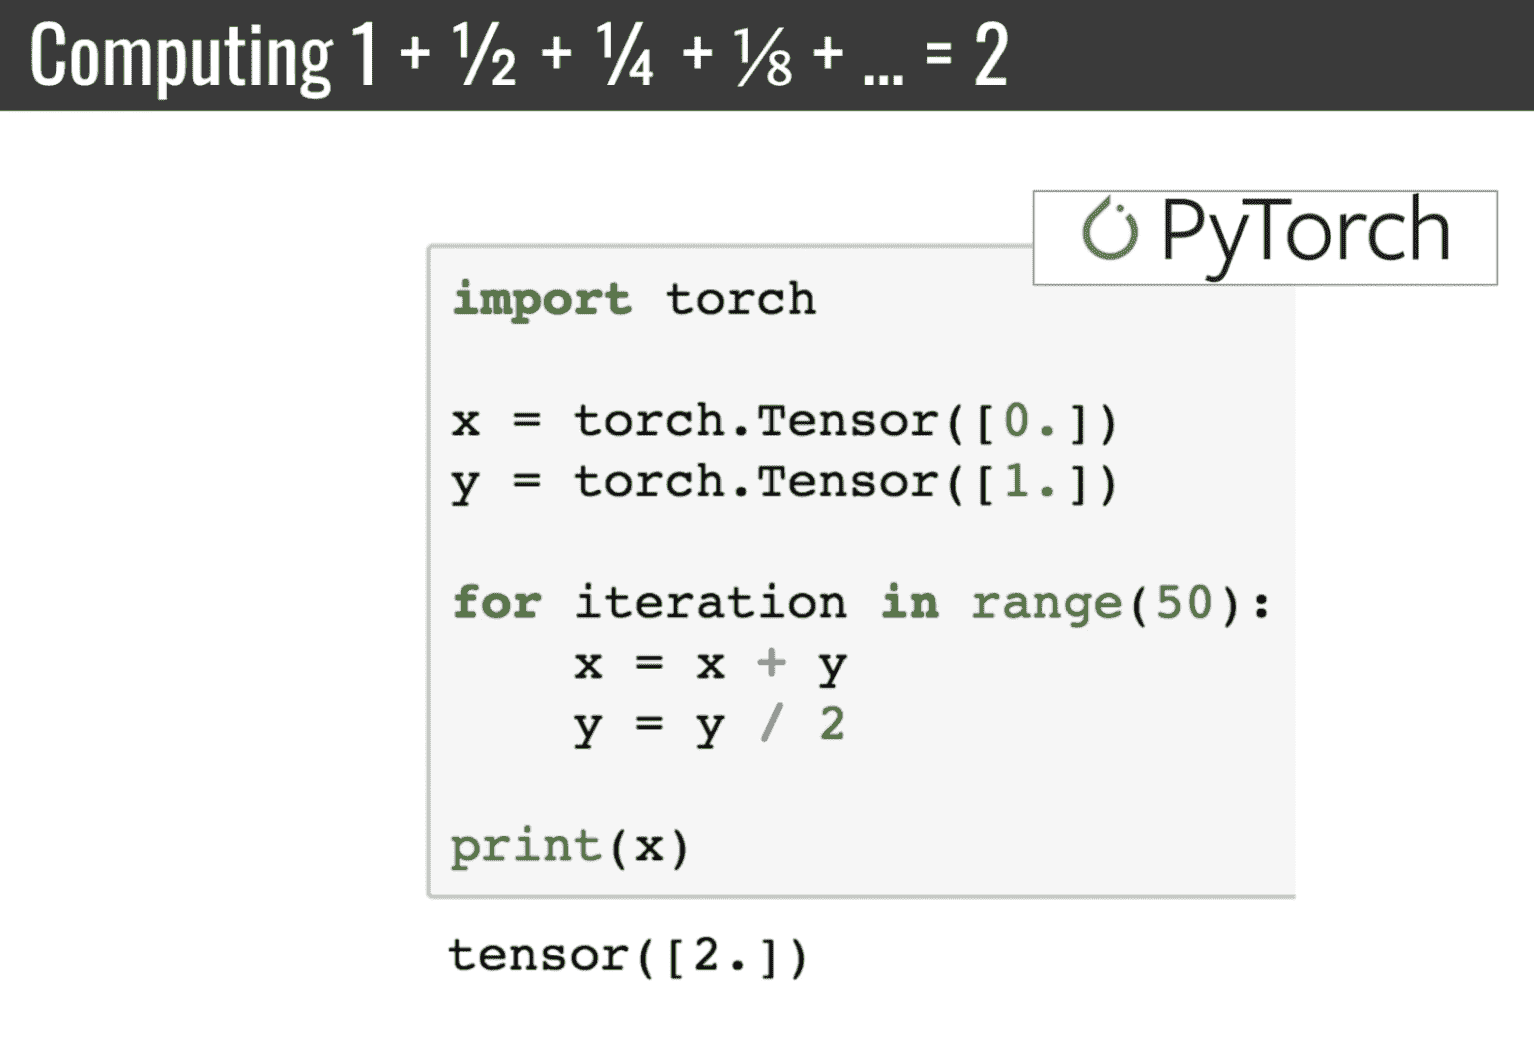 Computing 1 + ½ + ¼ + ⅛ + ... = 2
PyTorch
import torch
x = torch.Tensor([0.])
y = torch.Tensor([1.])
for iteration in range(50):
    x = x + y
    y = y / 2
print(x)
tensor([2.])